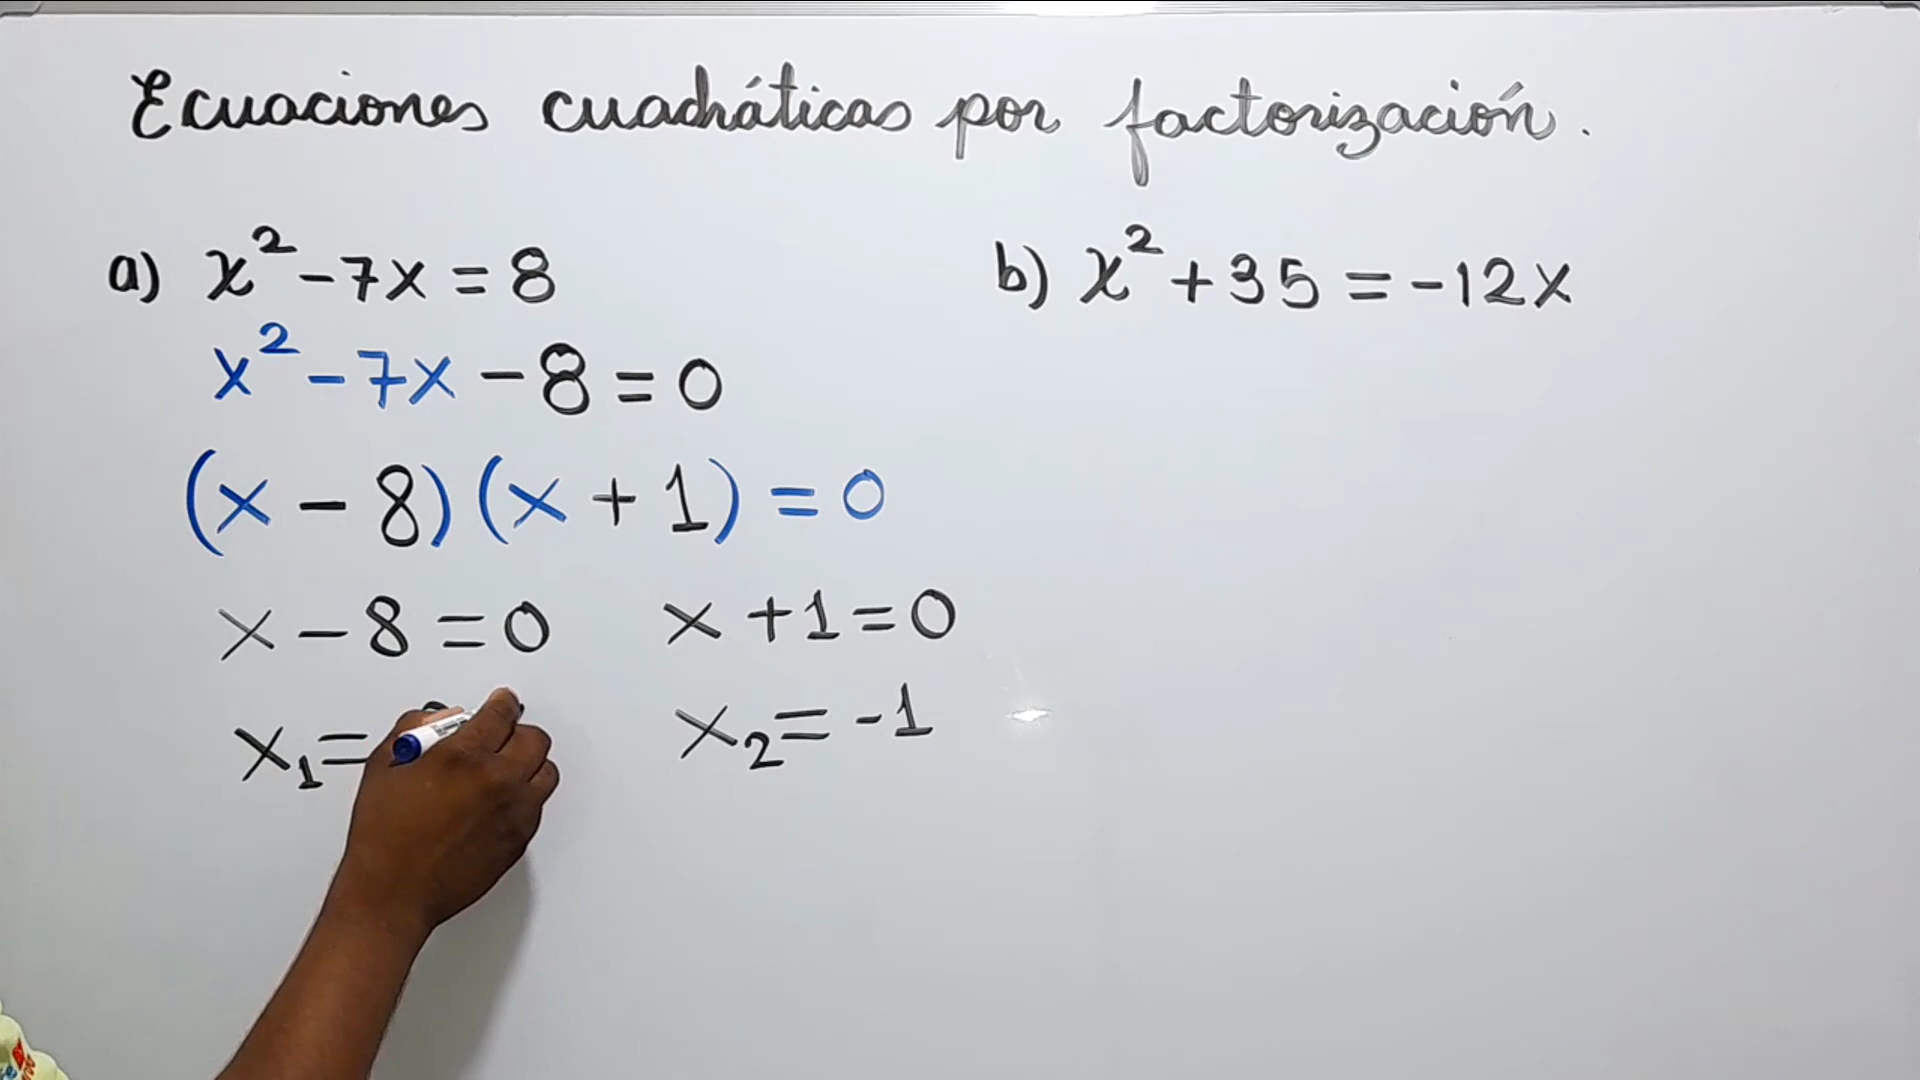 Ecuaciones cuadráticas por factorización.
a) x² - 7x = 8
x² - 7x - 8 = 0
(x - 8) (x + 1) = 0
x - 8 = 0    x + 1 = 0
x₁ =    x₂ = -1
b) x² + 35 = -12x